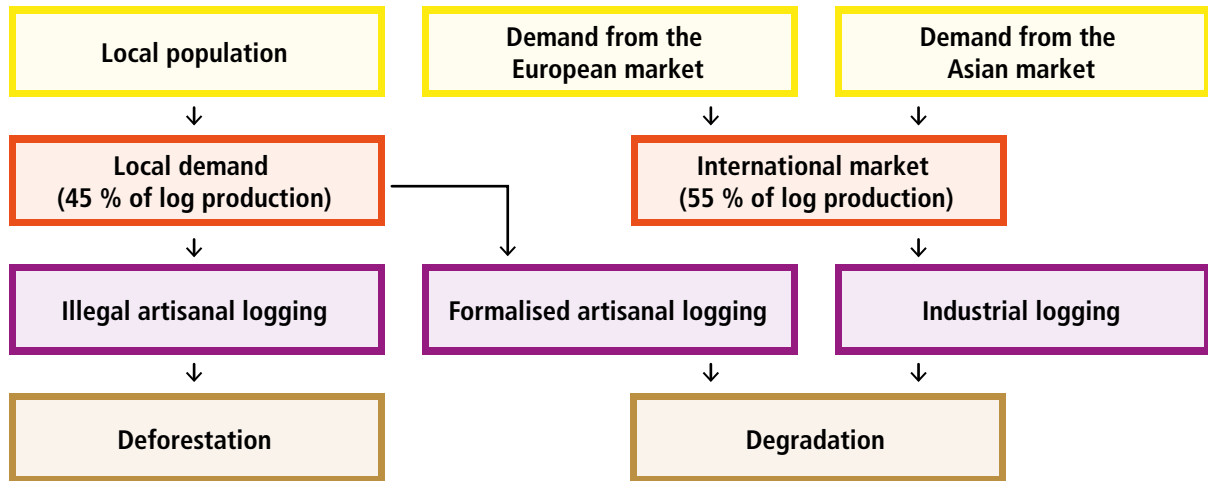 Local population
Demand from the
European market
Demand from the
Asian market
Local demand
(45 % of log production)
International market
(55 % of log production)
Illegal artisanal logging
Formalised artisanal logging
Industrial logging
Deforestation
Degradation